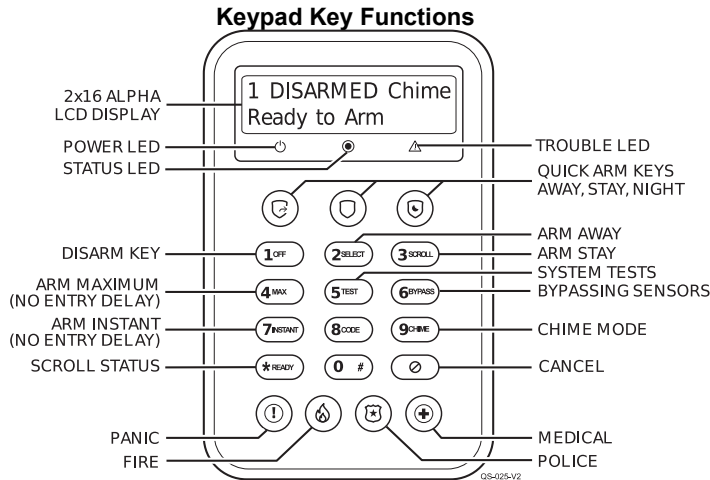 Keypad Key Functions
2x16 ALPHA
LCD DISPLAY
1 DISARMED Chime
Ready to Arm
POWER LED
STATUS LED
TROUBLE LED
QUICK ARM KEYS
AWAY, STAY, NIGHT
ARM AWAY
DISARM KEY
1 OFF
2 SELECT
3 SCROLL
ARM STAY
SYSTEM TESTS
ARM MAXIMUM
(NO ENTRY DELAY)
4 MAX
5 TEST
6 BYPASS
BYPASSING SENSORS
ARM INSTANT
(NO ENTRY DELAY)
7 INSTANT
8 CODE
9 CHIME
CHIME MODE
SCROLL STATUS
* READY
0 #
CANCEL
PANIC
FIRE
MEDICAL
POLICE
QS-025-V2